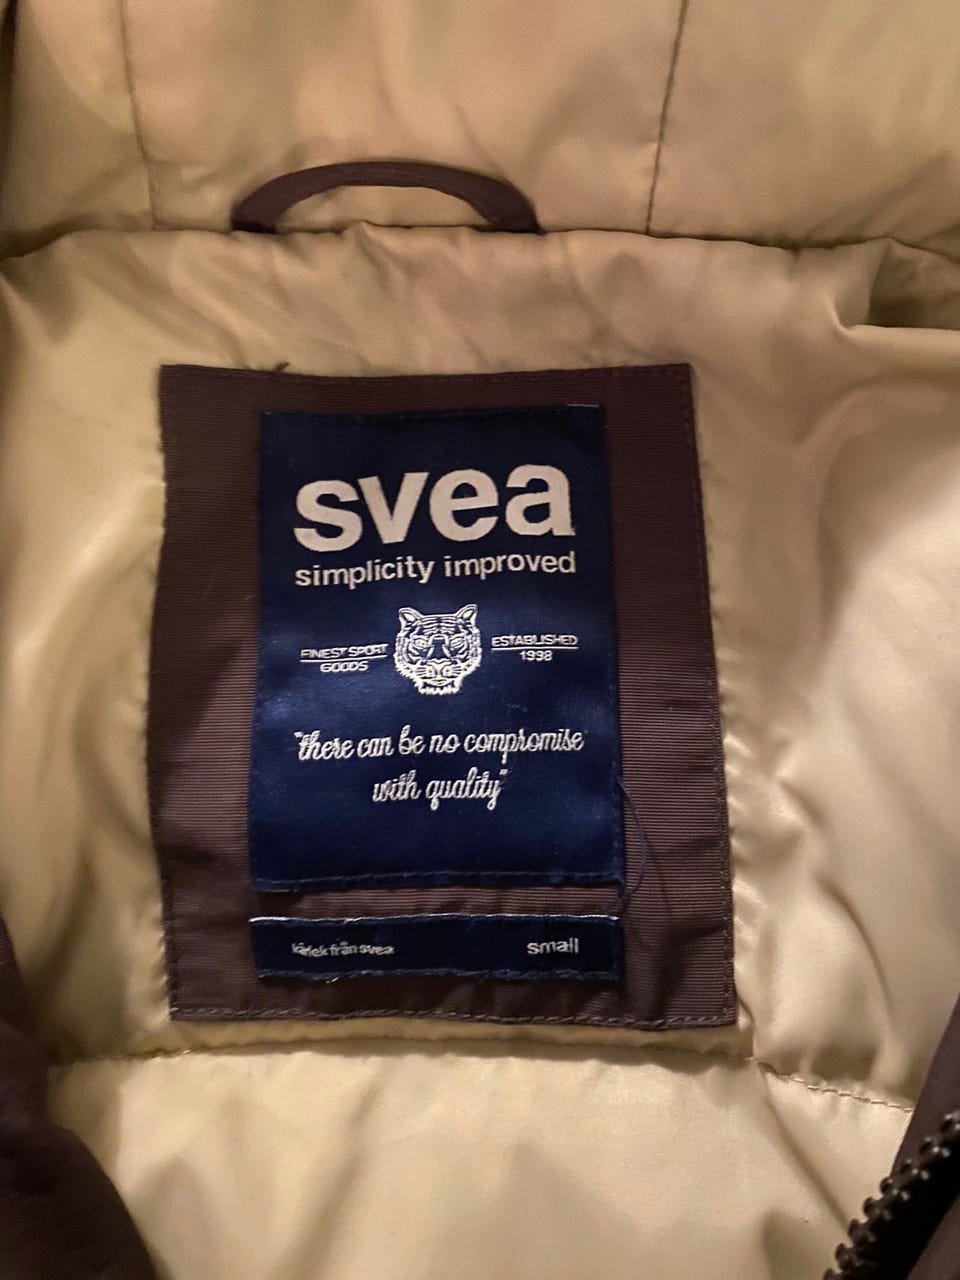 svea
simplicity improved
FINEST SPORT
GOODS
ESTABLISHED
1998
"there can be no compromise
with quality"
kärlek från svea
small